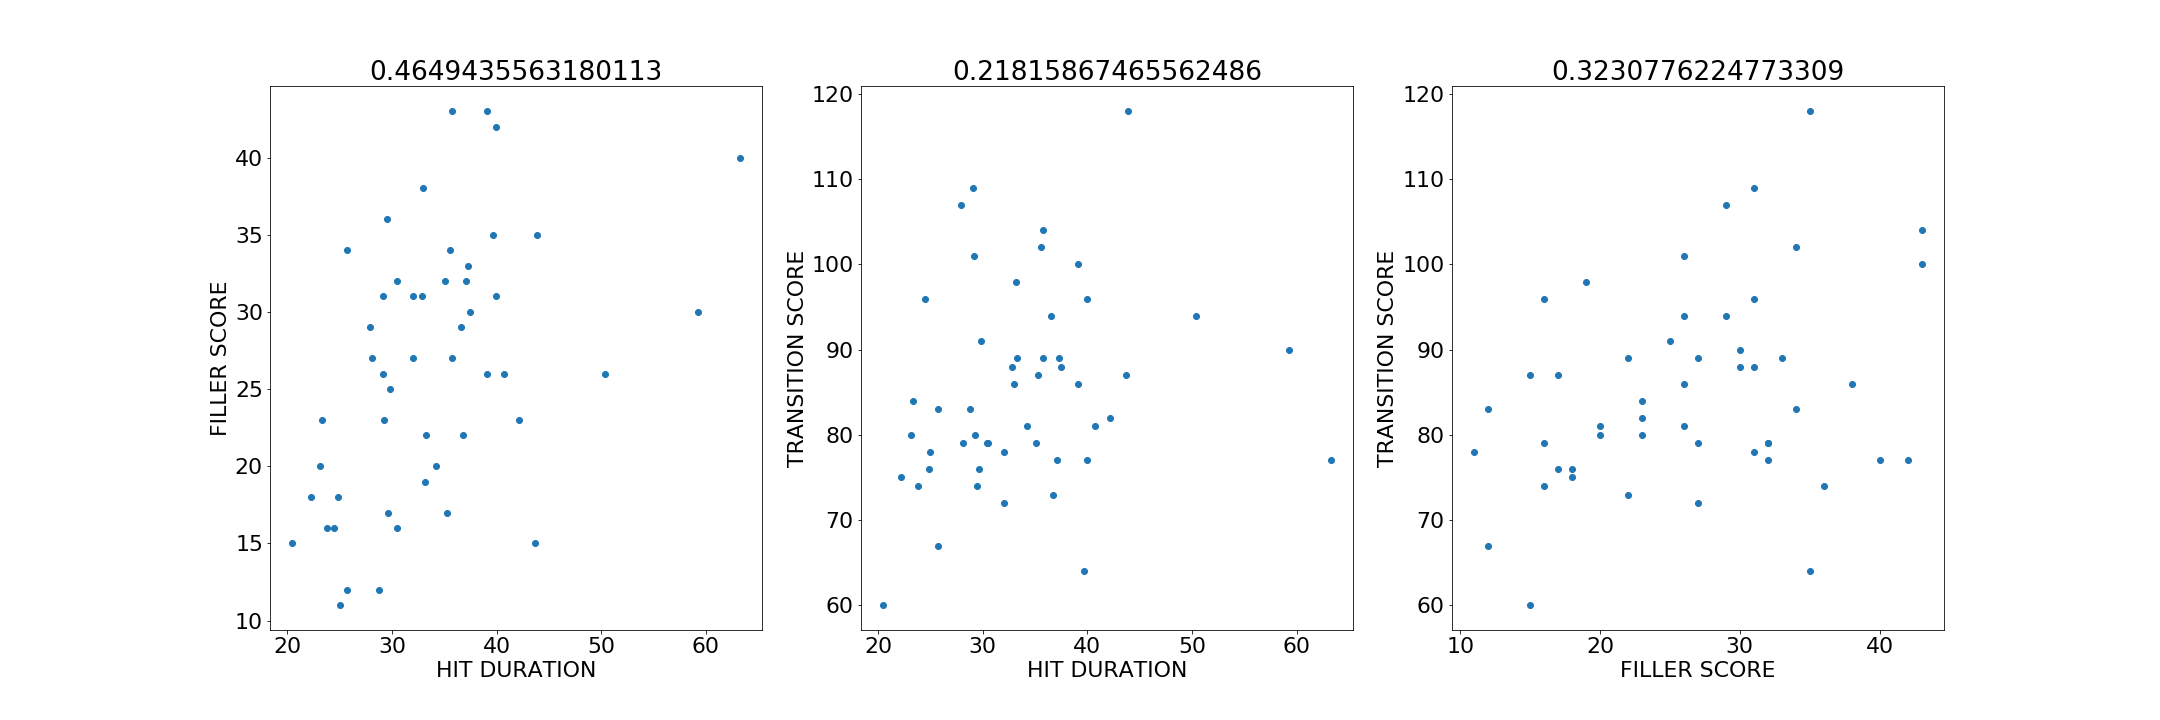 0.4649435563180113
FILLER SCORE
40
35
30
25
20
15
10
20 30 40 50 60
HIT DURATION
0.21815867465562486
TRANSITION SCORE
120
110
100
90
80
70
60
20 30 40 50 60
HIT DURATION
0.3230776224773309
TRANSITION SCORE
120
110
100
90
80
70
60
10 20 30 40
FILLER SCORE